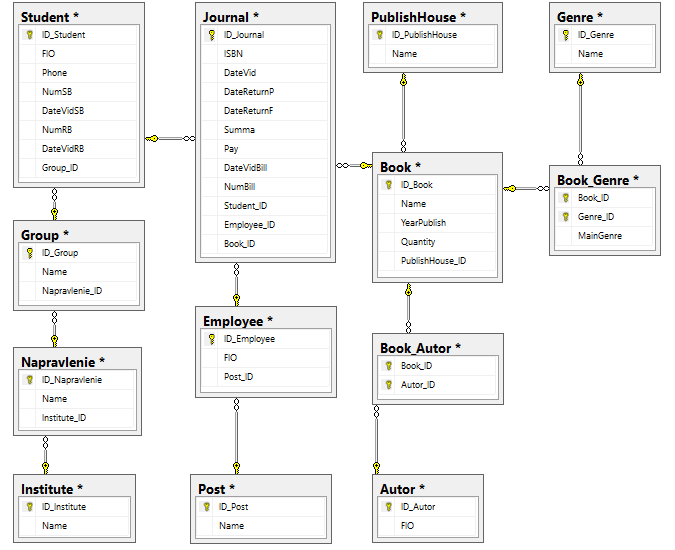 Student *
ID_Student
FIO
Phone
NumSB
DateVidSB
NumRB
DateVidRB
Group_ID
Journal *
ID_Journal
ISBN
DateVid
DateReturnP
DateReturnF
Summa
Pay
DateVidBill
NumBill
Student_ID
Employee_ID
Book_ID
PublishHouse *
ID_PublishHouse
Name
Genre *
ID_Genre
Name
Book *
ID_Book
Name
YearPublish
Quantity
PublishHouse_ID
Book_Genre *
Book_ID
Genre_ID
MainGenre
Group *
ID_Group
Name
Napravlenie_ID
Employee *
ID_Employee
FIO
Post_ID
Book_Autor *
Book_ID
Autor_ID
Napravlenie *
ID_Napravlenie
Name
Institute_ID
Institute *
ID_Institute
Name
Post *
ID_Post
Name
Autor *
ID_Autor
FIO